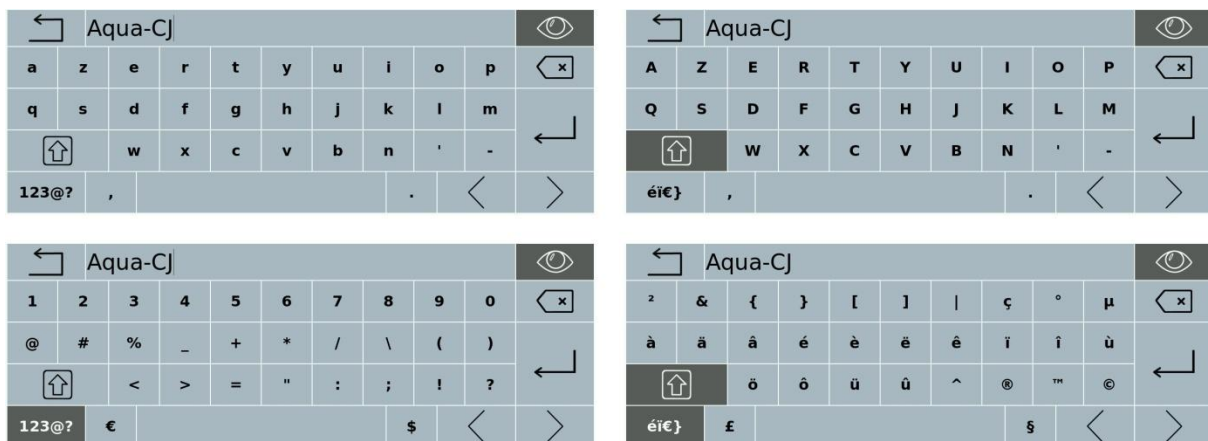 Aqua-CJ
a z e r t y u i o p
q s d f g h j k l m
w x c v b n ' -
123@? , .
Aqua-CJ
A Z E R T Y U I O P
Q S D F G H J K L M
W X C V B N ' -
éï€} , .
Aqua-CJ
1 2 3 4 5 6 7 8 9 0
@ # % _ + * / \ ( )
< > = " : ; ! ?
123@? € $
Aqua-CJ
² & { } [ ] | ç ° µ
à ä â é è ë ê ï î ù
ö ô ü û ^ ® ™ ©
éï€} £ §